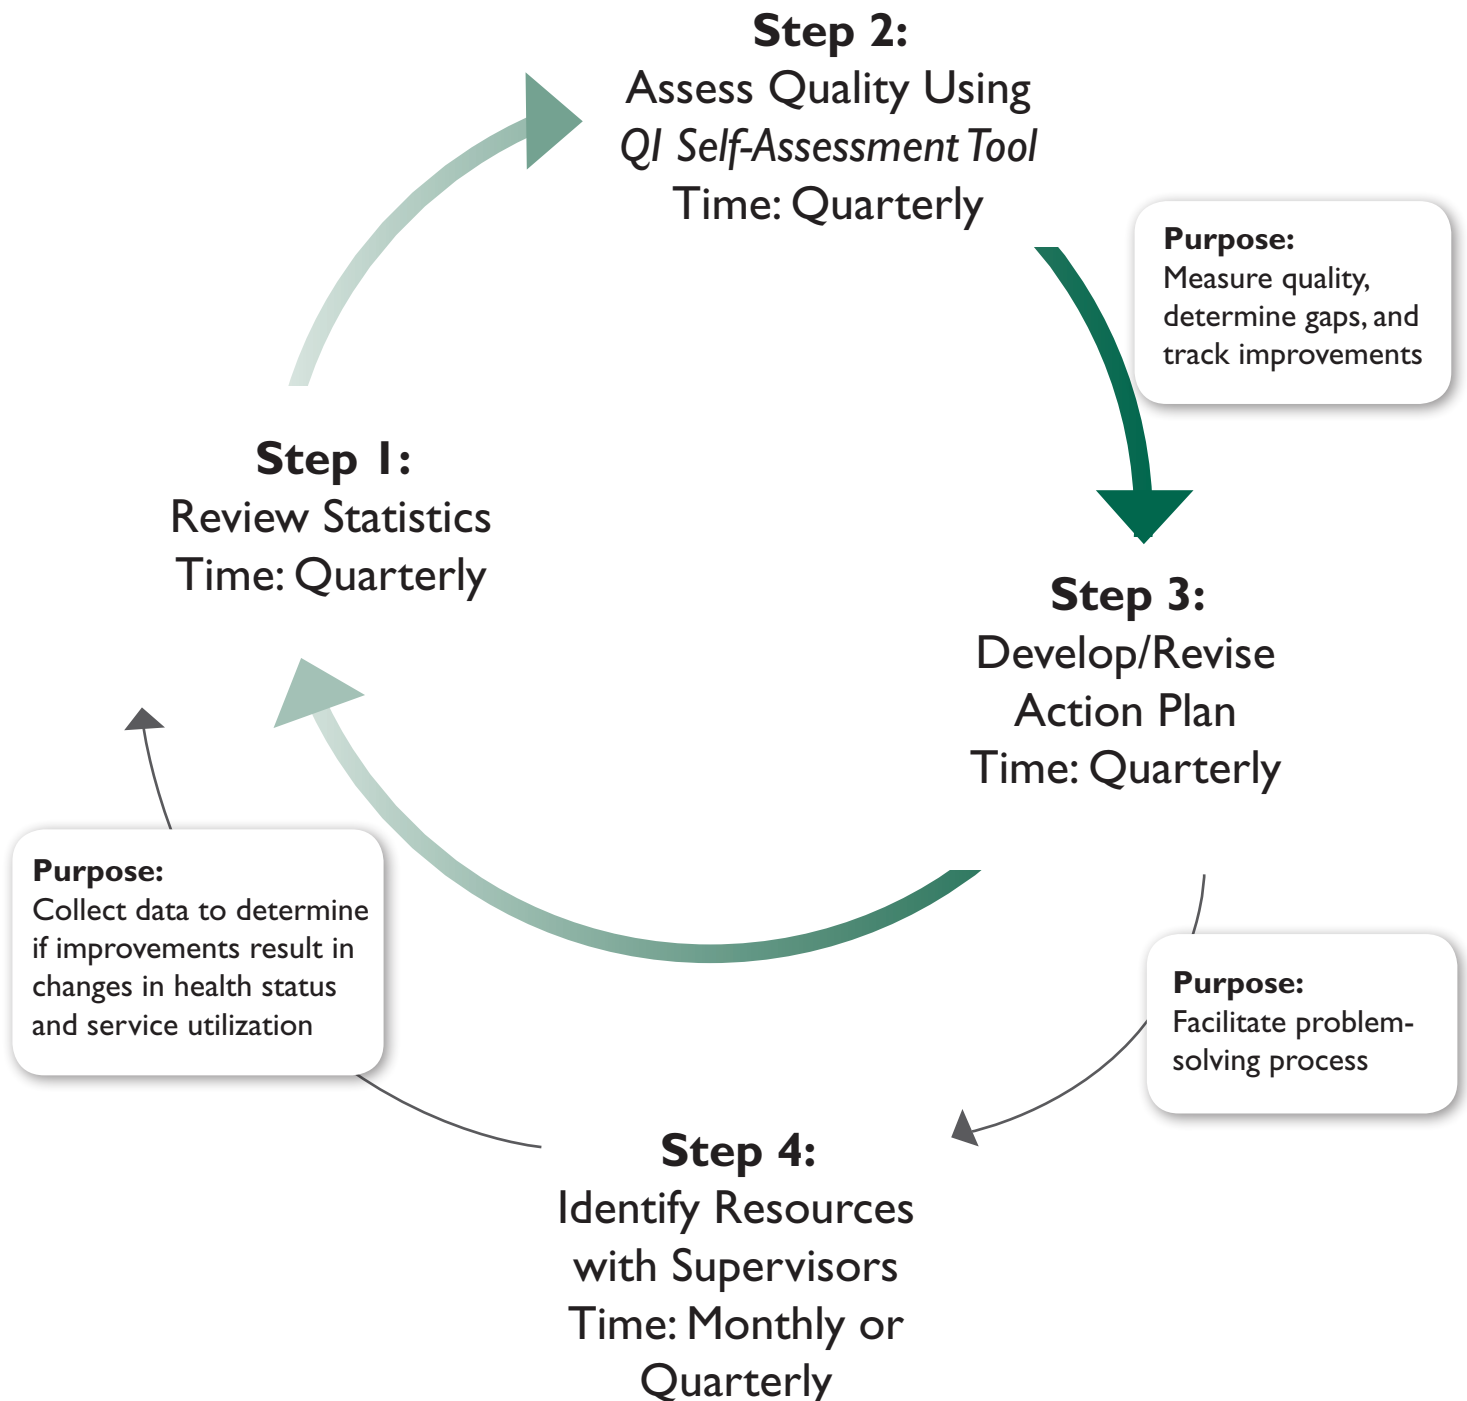 Step 2:
Assess Quality Using
QI Self-Assessment Tool
Time: Quarterly
Purpose:
Measure quality,
determine gaps, and
track improvements
Step 1:
Review Statistics
Time: Quarterly
Step 3:
Develop/Revise
Action Plan
Time: Quarterly
Purpose:
Collect data to determine
if improvements result in
changes in health status
and service utilization
Purpose:
Facilitate problem-
solving process
Step 4:
Identify Resources
with Supervisors
Time: Monthly or
Quarterly